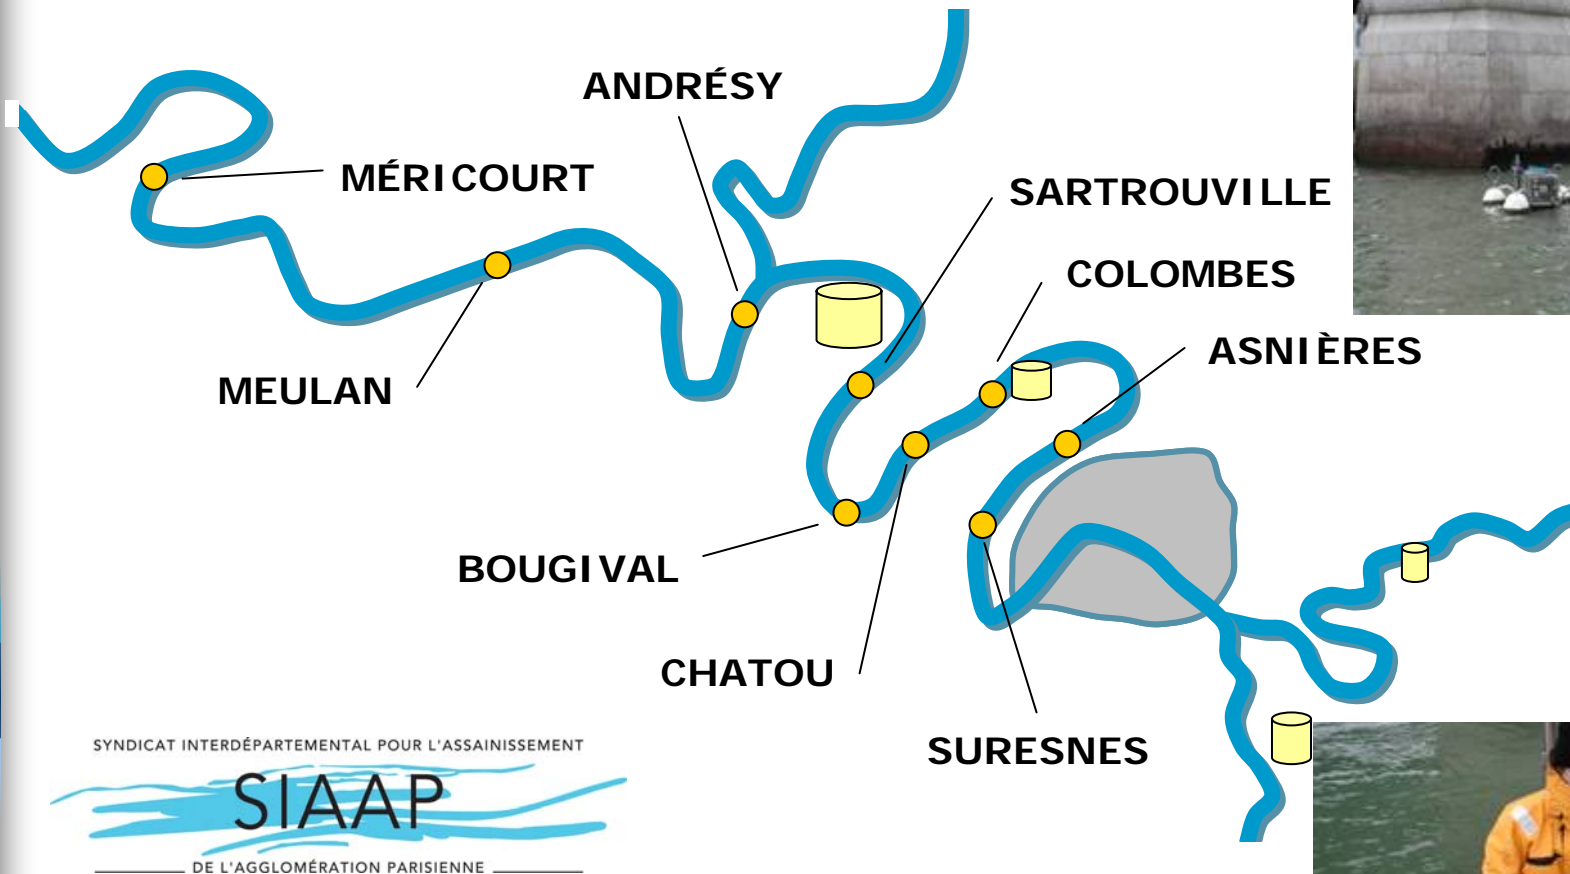 ANDRÉSY
MÉRICOURT
SARTROUVILLE
COLOMBES
ASNIÈRES
MEULAN
BOUGIVAL
CHATOU
SURESNES
SYNDICAT INTERDÉPARTEMENTAL POUR L'ASSAINISSEMENT
SIAAP
DE L'AGGLOMÉRATION PARISIENNE